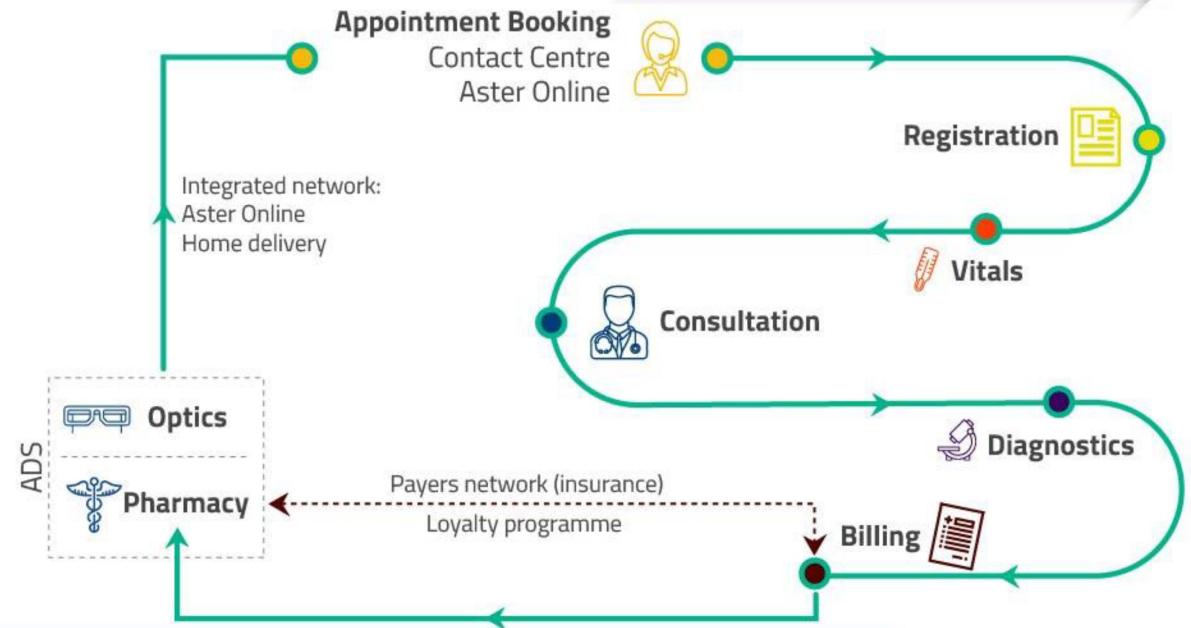 Appointment Booking
Contact Centre
Aster Online
Registration
Integrated network:
Aster Online
Home delivery
Vitals
Consultation
Optics
ADS
Pharmacy
Diagnostics
Payers network (insurance)
Loyalty programme
Billing